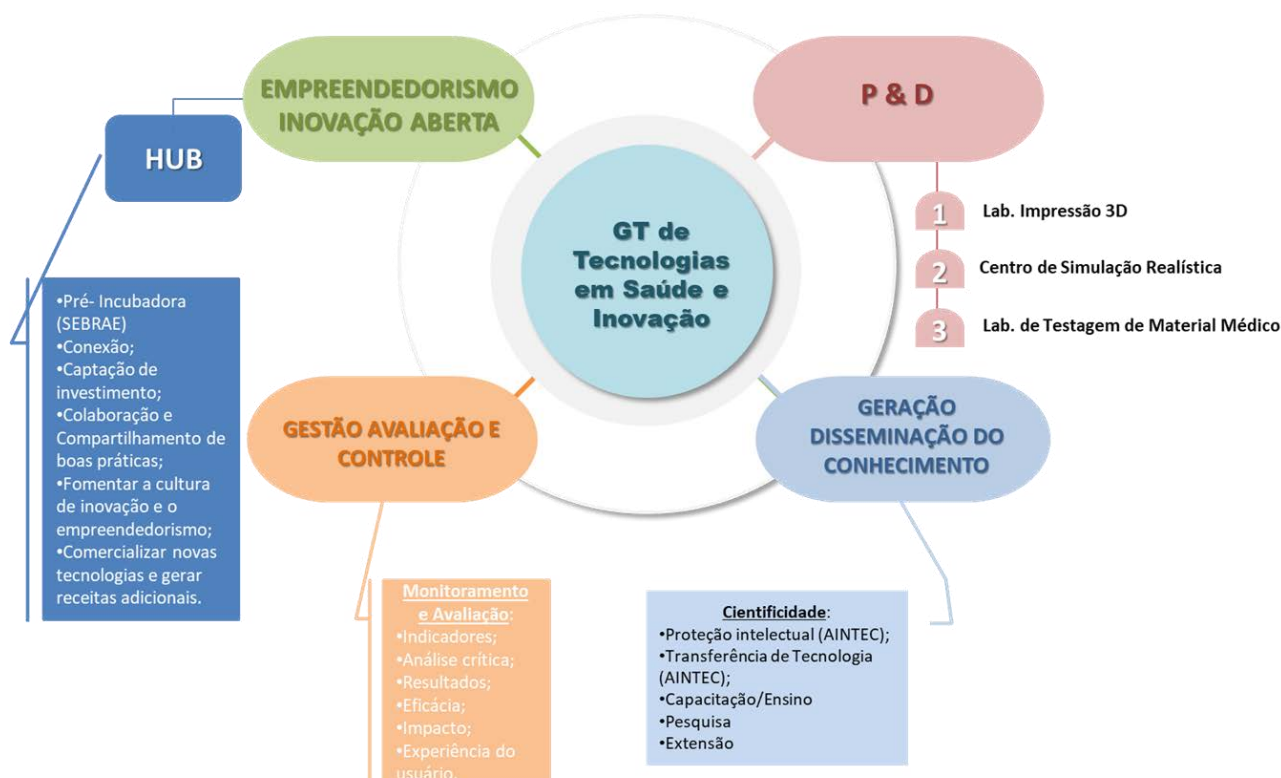 EMPREENDEDORISMO
INOVAÇÃO ABERTA
P & D
HUB
1
Lab. Impressão 3D
2
Centro de Simulação Realística
3
Lab. de Testagem de Material Médico
GT de
Tecnologias
em Saúde e
Inovação
•Pré- Incubadora
(SEBRAE)
•Conexão;
•Captação de
investimento;
•Colaboração e
Compartilhamento de
boas práticas;
•Fomentar a cultura
de inovação e o
empreendedorismo;
•Comercializar novas
tecnologias e gerar
receitas adicionais.
GESTÃO AVALIAÇÃO E
CONTROLE
GERAÇÃO
DISSEMINAÇÃO DO
CONHECIMENTO
Monitoramento
e Avaliação:
•Indicadores;
•Análise crítica;
•Resultados;
•Eficácia;
•Impacto;
•Experiência do
usuário.
Cientificidade:
•Proteção intelectual (AINTEC);
•Transferência de Tecnologia
(AINTEC);
•Capacitação/Ensino
•Pesquisa
•Extensão